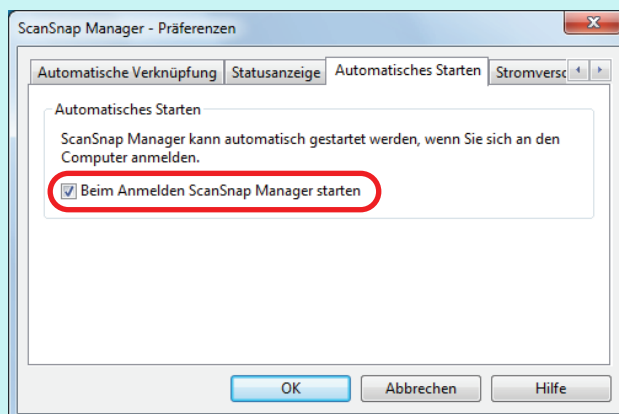 ScanSnap Manager - Präferenzen
Automatische Verknüpfung Statusanzeige Automatisches Starten Stromversc
Automatisches Starten
ScanSnap Manager kann automatisch gestartet werden, wenn Sie sich an den
Computer anmelden.
Beim Anmelden ScanSnap Manager starten
OK Abbrechen Hilfe